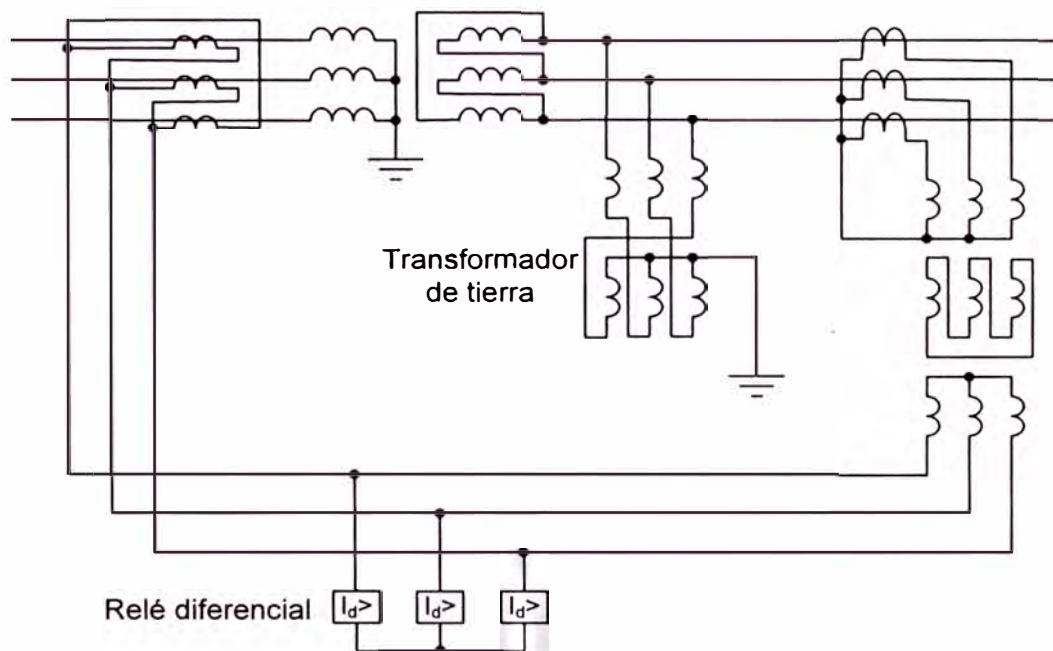 Transformador
de tierra
Relé diferencial
Id>
Id>
Id>